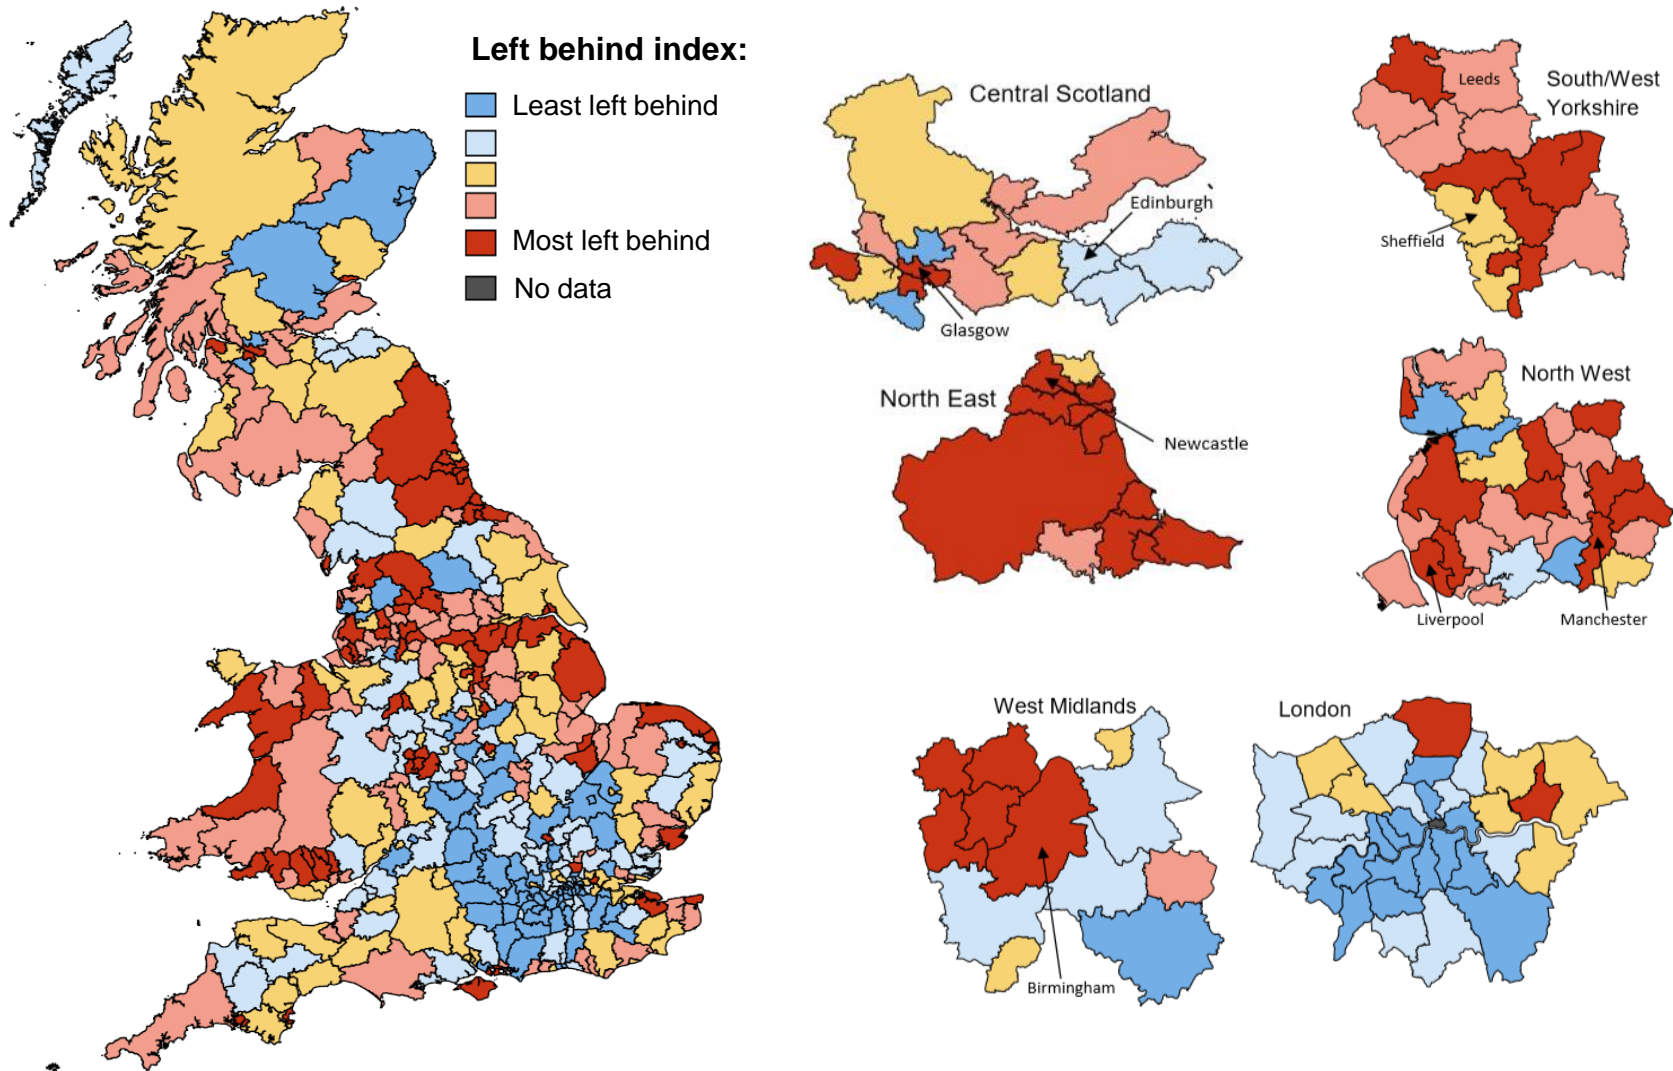 Left behind index:
Least left behind
Most left behind
No data
Central Scotland
Edinburgh
Glasgow
Leeds
South/West
Yorkshire
Sheffield
North East
Newcastle
North West
Liverpool
Manchester
West Midlands
Birmingham
London